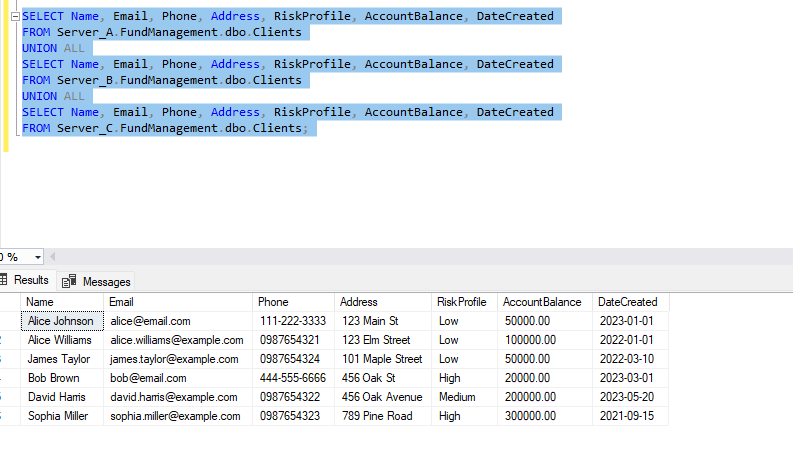 SELECT Name, Email, Phone, Address, RiskProfile, AccountBalance, DateCreated
FROM Server_A.FundManagement.dbo.Clients
UNION ALL
SELECT Name, Email, Phone, Address, RiskProfile, AccountBalance, DateCreated
FROM Server_B.FundManagement.dbo.Clients
UNION ALL
SELECT Name, Email, Phone, Address, RiskProfile, AccountBalance, DateCreated
FROM Server_C.FundManagement.dbo.Clients;
0 %
Results Messages
Name Email Phone Address RiskProfile AccountBalance DateCreated
Alice Johnson alice@email.com 111-222-3333 123 Main St Low 50000.00 2023-01-01
Alice Williams alice.williams@example.com 0987654321 123 Elm Street Low 100000.00 2022-01-01
James Taylor james.taylor@example.com 0987654324 101 Maple Street Low 50000.00 2022-03-10
Bob Brown bob@email.com 444-555-6666 456 Oak St High 20000.00 2023-03-01
David Harris david.harris@example.com 0987654322 456 Oak Avenue Medium 200000.00 2023-05-20
Sophia Miller sophia.miller@example.com 0987654323 789 Pine Road High 300000.00 2021-09-15